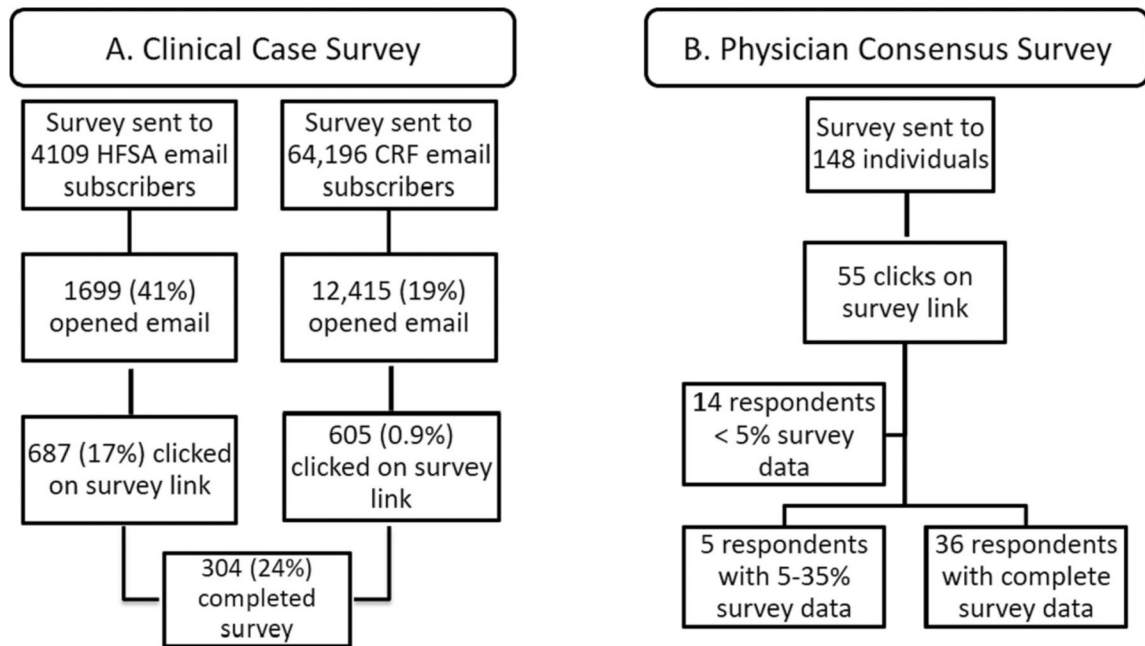 A. Clinical Case Survey
Survey sent to
4109 HFSA email
subscribers
Survey sent to
64,196 CRF email
subscribers
1699 (41%)
opened email
12,415 (19%)
opened email
687 (17%) clicked
on survey link
605 (0.9%)
clicked on survey
link
304 (24%)
completed
survey
B. Physician Consensus Survey
Survey sent to
148 individuals
55 clicks on
survey link
14 respondents
< 5% survey
data
5 respondents
with 5-35%
survey data
36 respondents
with complete
survey data